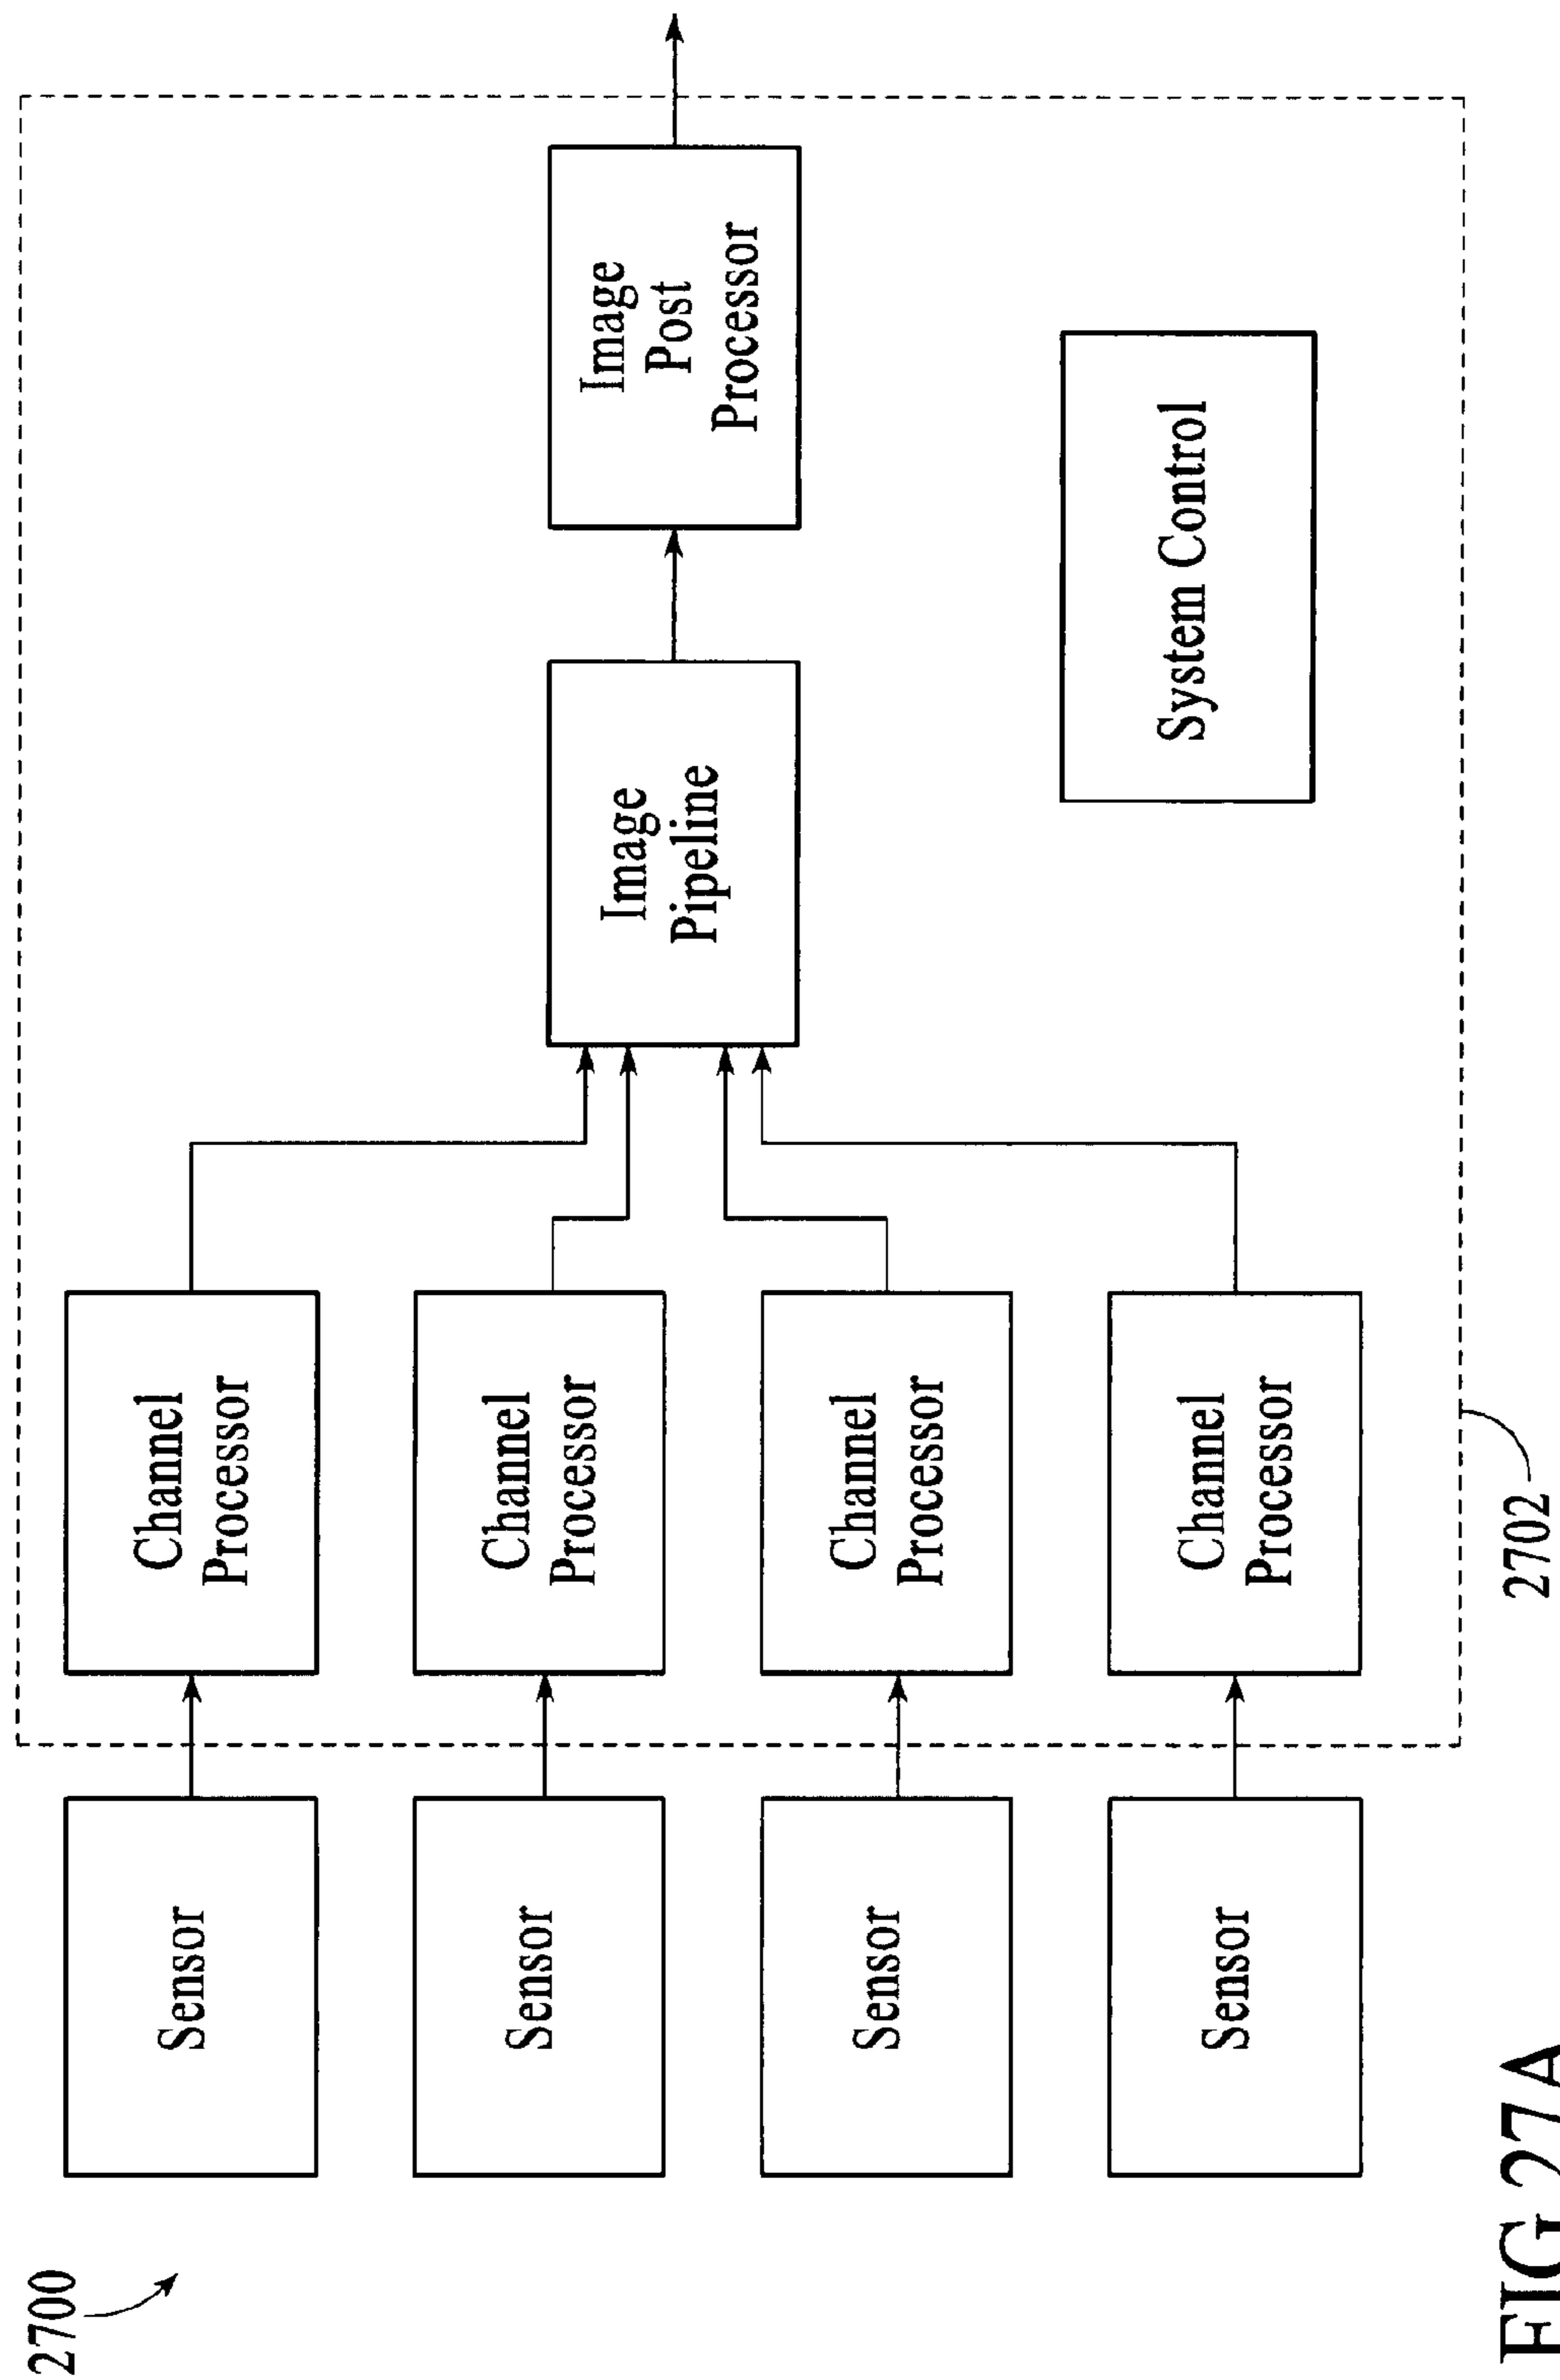 2700
Sensor
Channel
Processor
Sensor
Channel
Processor
Image
Pipeline
Image
Post
Processor
Sensor
Channel
Processor
Sensor
Channel
Processor
System Control
2702
FIG 27A